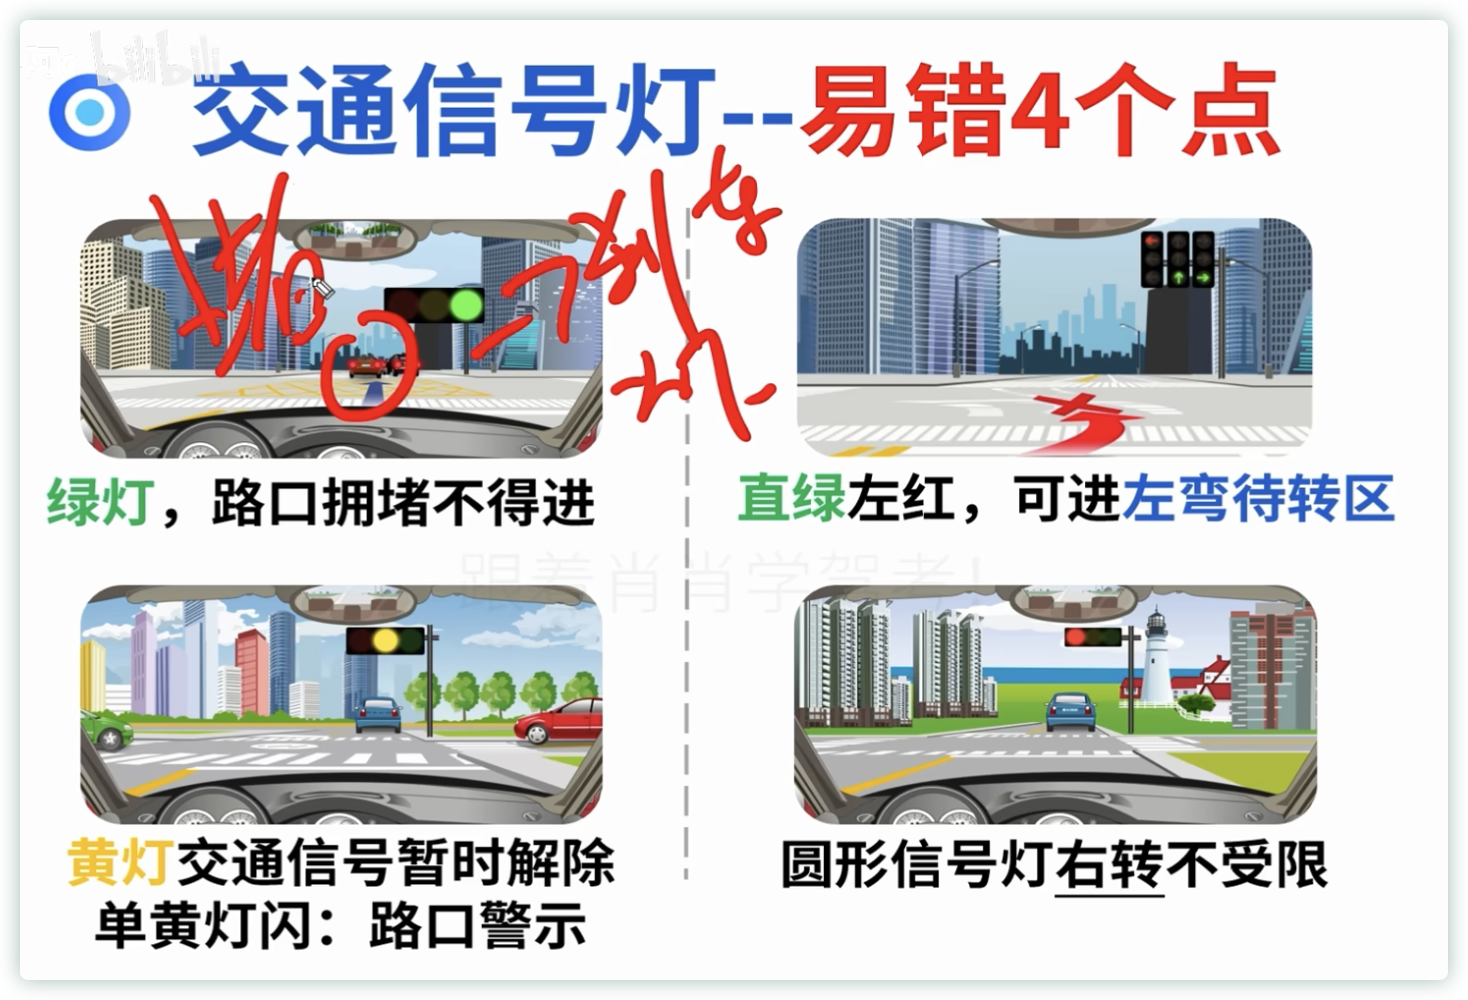 bilibili
交通信号灯--易错4个点
绿灯，路口拥堵不得进
直绿左红，可进左弯待转区
跟着肖肖学驾考！
黄灯交通信号暂时解除
单黄灯闪：路口警示
圆形信号灯右转不受限